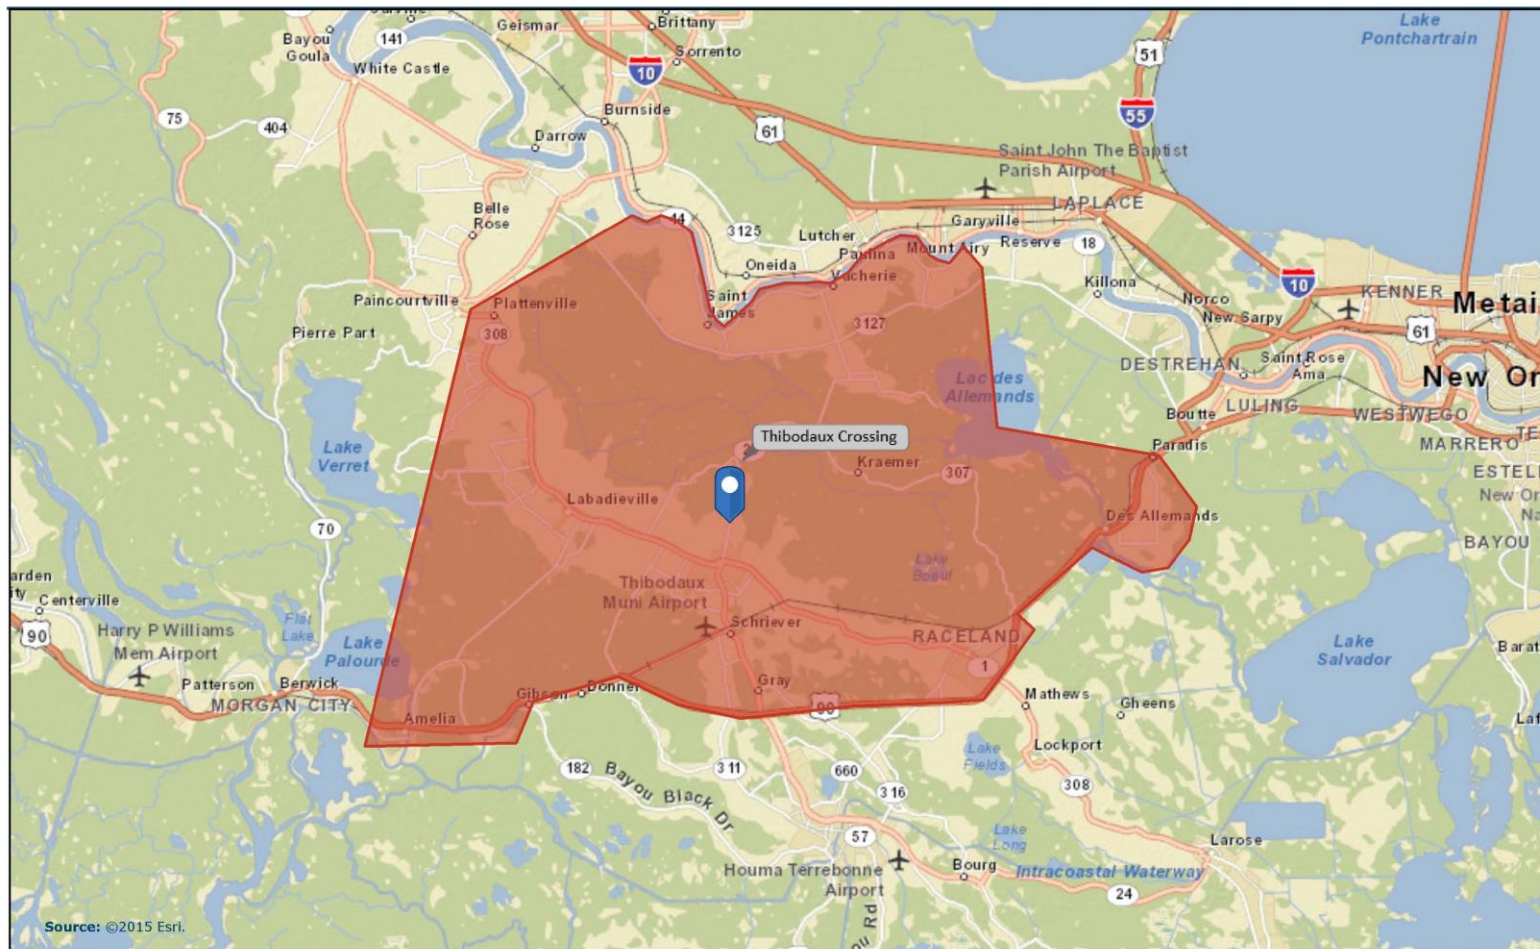 Lake
Pontchartrain
Brittany
Geismar
Bayou
Goula
141
51
Sorrento
White Castle
10
55
Burnside
75
404
61
Darrow
Saint John The Baptist
Parish Airport
LAPLACE
Belle
Rose
44
3125
Garyville
Lutcher
Mount Airy
Reserve
18
Paulina
Oneida
Vacherie
Killona
10
KENNER
Paincourtville
Plattenville
Saint
James
Norco
Metai
New Sarpy
61
Pierre Part
308
3127
DESTREHAN
Saint Rose
Ama
New Or
Lac des
Allemands
LULING
Boutte
WESTWEGO
MARRERO
Thibodaux Crossing
Paradis
Lake
Verret
Kraemer
307
ESTEL
New Or
Na
Labadieville
Des Allemands
70
BAYOU
Lake
Boeuf
arden
ity
Centerville
Thibodaux
Muni Airport
90
Harry P Williams
Mem Airport
Flat
Lake
Lake
Palourde
Schriever
RACELAND
Lake
Salvador
Barat
1
Patterson
Berwick
MORGAN CITY
Gibson
Donner
Gray
90
Mathews
Gheens
Amelia
Laf
Lockport
Lake
Fields
182
311
660
Bayou Black Dr
316
308
57
Lake
Long
Larose
Houma Terrebonne
Airport
Bourg
Intracoastal Waterway
24
ou Rd
Source: ©2015 Esri.